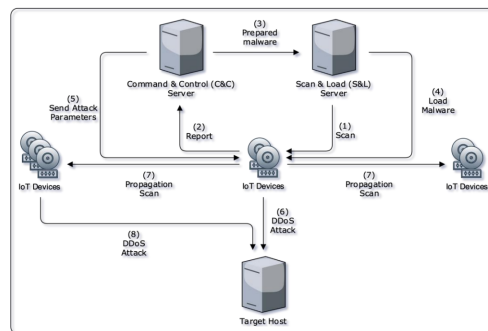 (3)
Prepared
malware
Command & Control (C&C)
Server
Scan & Load (S&L)
Server
(5)
Send Attack
Parameters
(4)
Load
Malware
(2)
Report
(1)
Scan
IoT Devices
(7)
Propagation
Scan
IoT Devices
(7)
Propagation
Scan
IoT Devices
(6)
DDoS
Attack
(8)
DDoS
Attack
Target Host